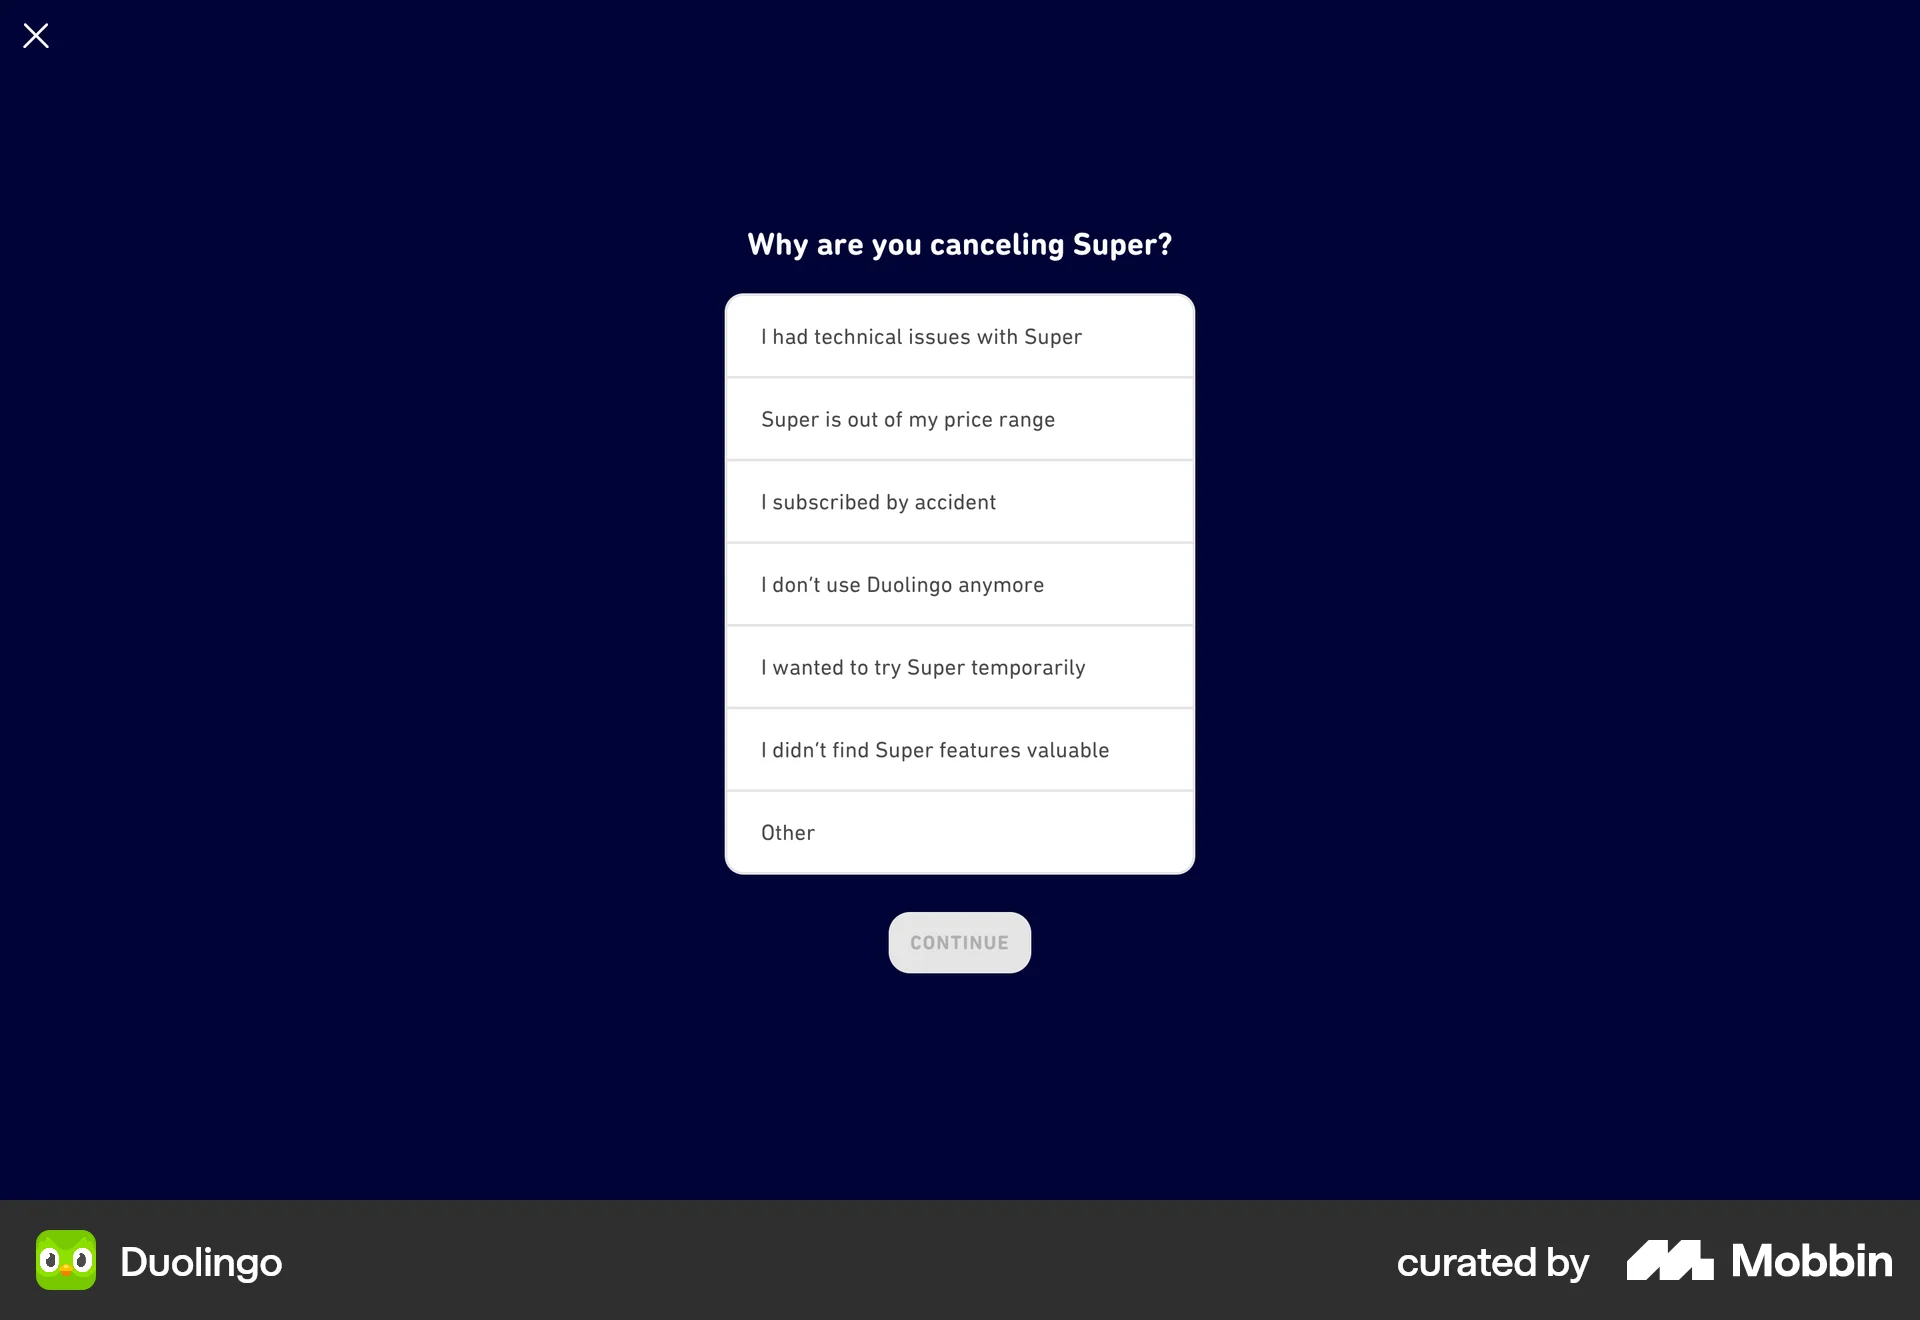 Why are you canceling Super?
I had technical issues with Super
Super is out of my price range
I subscribed by accident
I don’t use Duolingo anymore
I wanted to try Super temporarily
I didn’t find Super features valuable
Other
CONTINUE
Duolingo
curated by Mobbin